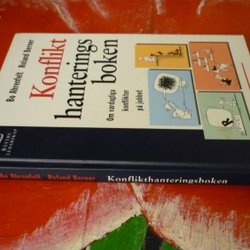 Bo Ahrenfelt Roland Berner
Konflikt
hanterings
boken
Om vardagliga
konflikter
på jobbet
Bo Ahrenfelt Roland Berner Konflikthanteringsboken